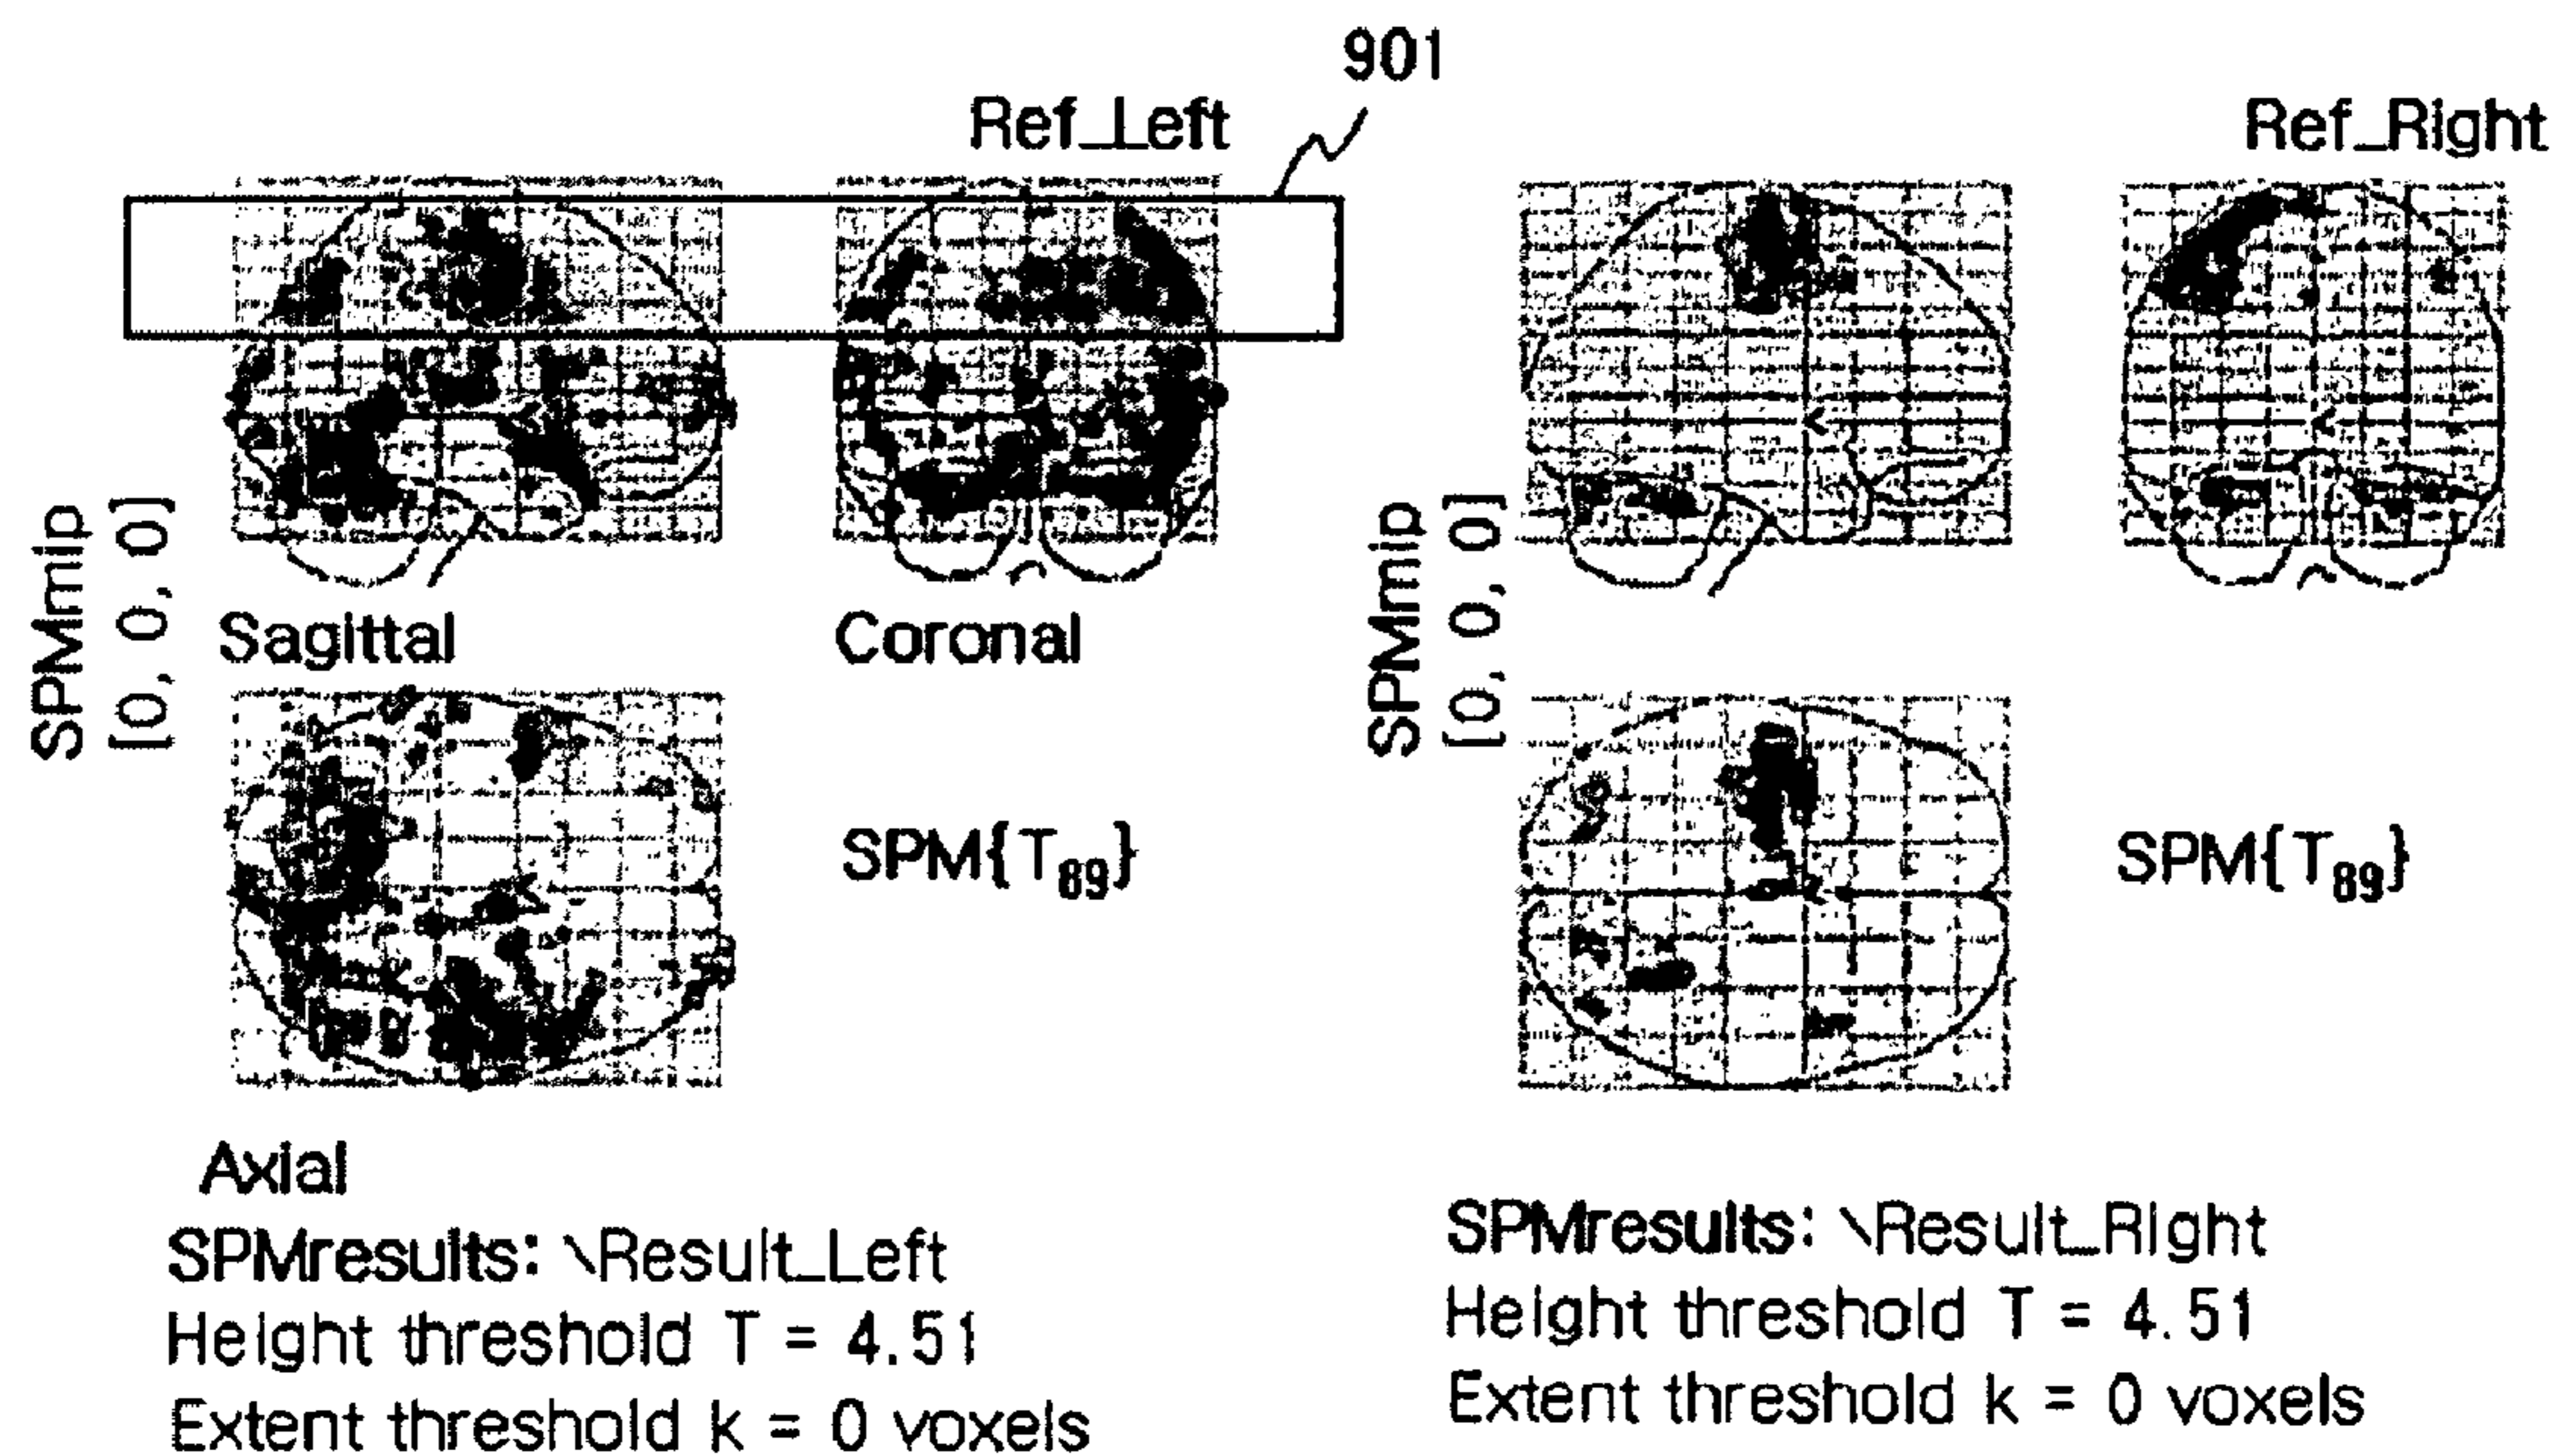 901
Ref_Left
Ref_Right
SPMmip
[0, 0, 0]
Sagittal
Coronal
SPMmip
[0, 0, 0]
SPM{T89}
SPM{T89}
Axial
SPMresults: \Result_Left
Height threshold T = 4.51
Extent threshold k = 0 voxels
SPMresults: \Result_Right
Height threshold T = 4.51
Extent threshold k = 0 voxels